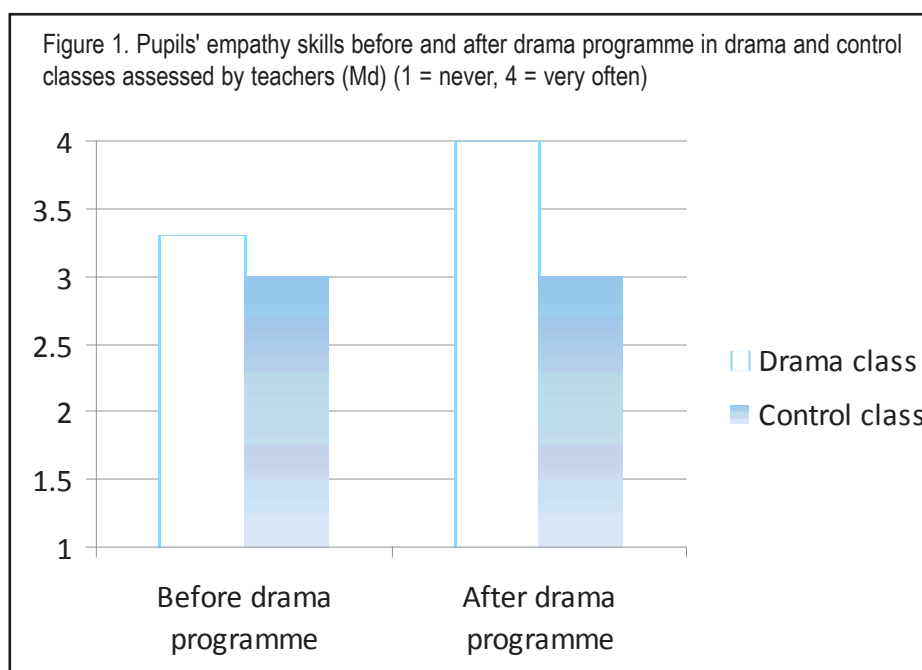 Figure 1. Pupils' empathy skills before and after drama programme in drama and control
classes assessed by teachers (Md) (1 = never, 4 = very often)
4
3.5
3
2.5
2
1.5
1
Drama class
Control class
Before drama
programme
After drama
programme